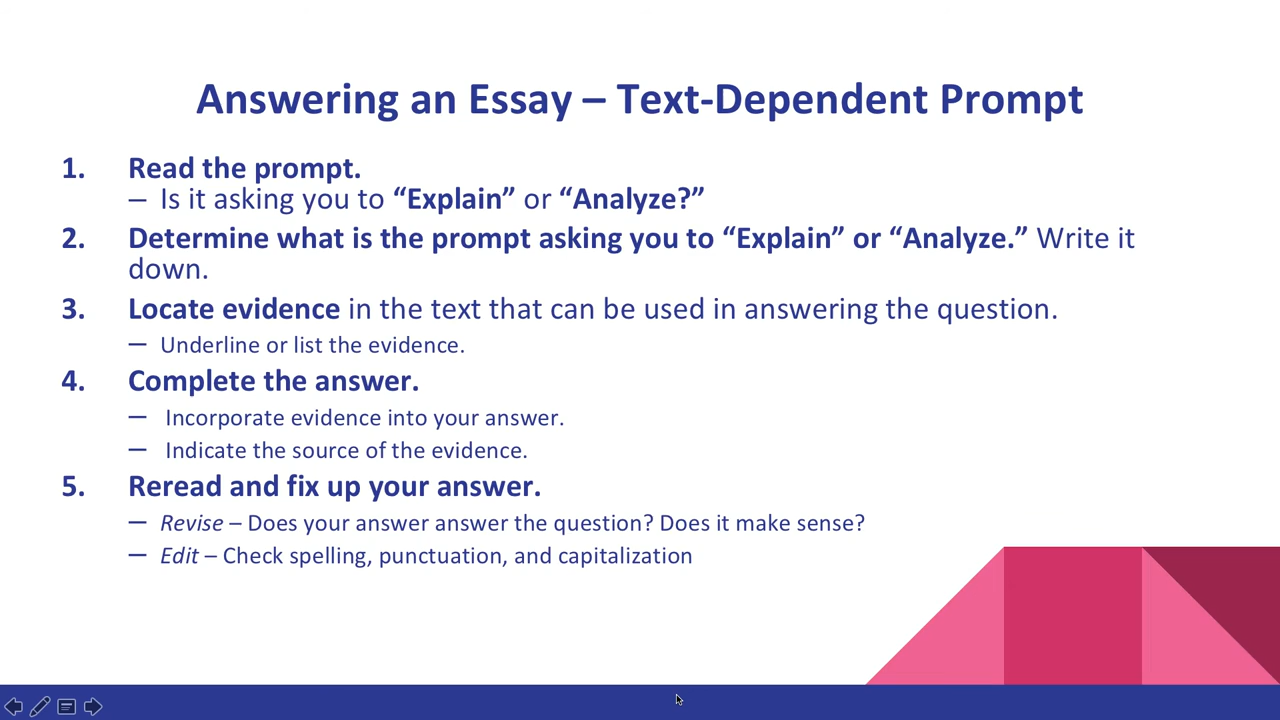 Answering an Essay – Text-Dependent Prompt
1. Read the prompt.
– Is it asking you to “Explain” or “Analyze?”
2. Determine what is the prompt asking you to “Explain” or “Analyze.” Write it
down.
3. Locate evidence in the text that can be used in answering the question.
– Underline or list the evidence.
4. Complete the answer.
– Incorporate evidence into your answer.
– Indicate the source of the evidence.
5. Reread and fix up your answer.
– Revise – Does your answer answer the question? Does it make sense?
– Edit – Check spelling, punctuation, and capitalization